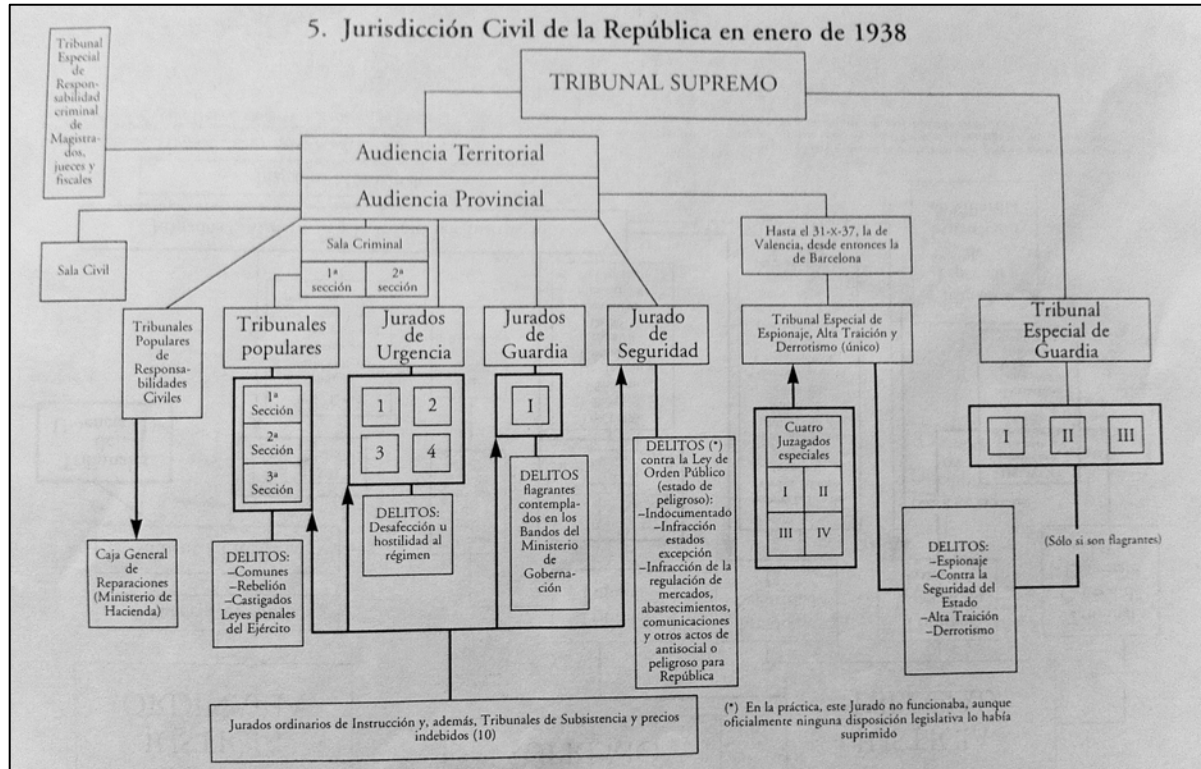 5. Jurisdicción Civil de la República en enero de 1938
Tribunal
Especial
de
Respon-
sabilidad
criminal
de
Magistra-
dos,
jueces y
fiscales
TRIBUNAL SUPREMO
Audiencia Territorial
Audiencia Provincial
Sala Civil
Sala Criminal
1ª
sección
2ª
sección
Hasta el 31-X-37, la de
Valencia, desde entronces la
de Barcelona
Tribunales
Populares
de
Responsa-
bilidades
Civiles
Tribunales
populares
Jurados
de
Urgencia
Jurados
de
Guardia
Jurado
de
Seguridad
Tribunal Especial de
Espionaje, Alta Traición y
Derrotismo (único)
Tribunal
Especial de
Guardia
1ª
Sección
2ª
Sección
3ª
Sección
1
2
3
4
I
Cuatro
Juzagados
especiales
I
II
III
IV
I
II
III
Caja General
de
Reparaciones
(Ministerio de
Hacienda)
DELITOS:
–Comunes
–Rebelión
–Castigados
Leyes penales
del Ejército
DELITOS:
Desafección u
hostilidad al
régimen
DELITOS
flagrantes
contempla-
dos en los
Bandos del
Ministerio
de
Goberna-
ción
DELITOS (*)
contra la Ley de
Orden Público
(estado de
peligroso):
–Indocumentado
–Infracción
estados
excepción
–Infracción de la
regulación de
mercados,
abastecimientos,
comunicaciones
y otros actos de
antisocial o
peligroso para
República
DELITOS:
–Espionaje
–Contra la
Seguridad del
Estado
–Alta Traición
–Derrotismo
(Sólo si son flagrantes)
Jurados ordinarios de Instrucción y, además, Tribunales de Subsistencia y precios
indebidos (10)
(*) En la práctica, este Jurado no funcionaba, aunque
oficialmente ninguna disposición legislativa lo había
suprimido